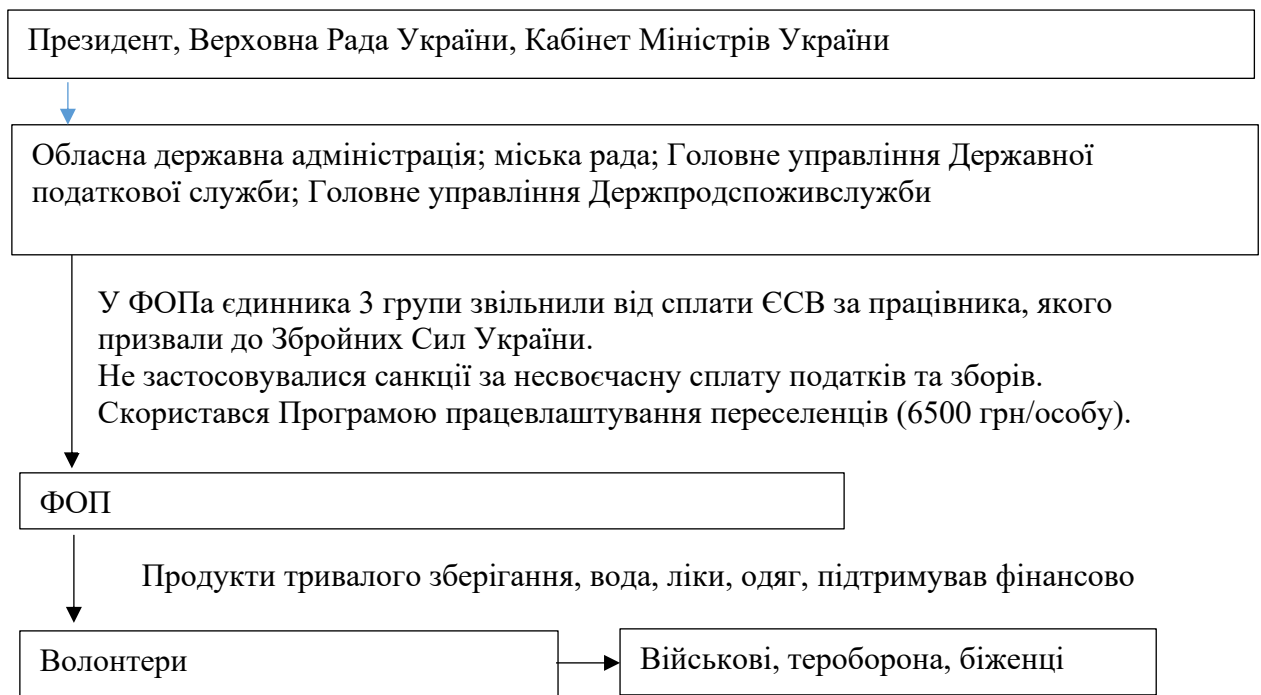 Президент, Верховна Рада України, Кабінет Міністрів України
Обласна державна адміністрація; міська рада; Головне управління Державної
податкової служби; Головне управління Держпродспоживслужби
У ФОПа єдинника 3 групи звільнили від сплати ЄСВ за працівника, якого
призвали до Збройних Сил України.
Не застосовувалися санкції за несвоєчасну сплату податків та зборів.
Скористався Програмою працевлаштування переселенців (6500 грн/особу).
ФОП
Продукти тривалого зберігання, вода, ліки, одяг, підтримував фінансово
Волонтери
Військові, тероборона, біженці